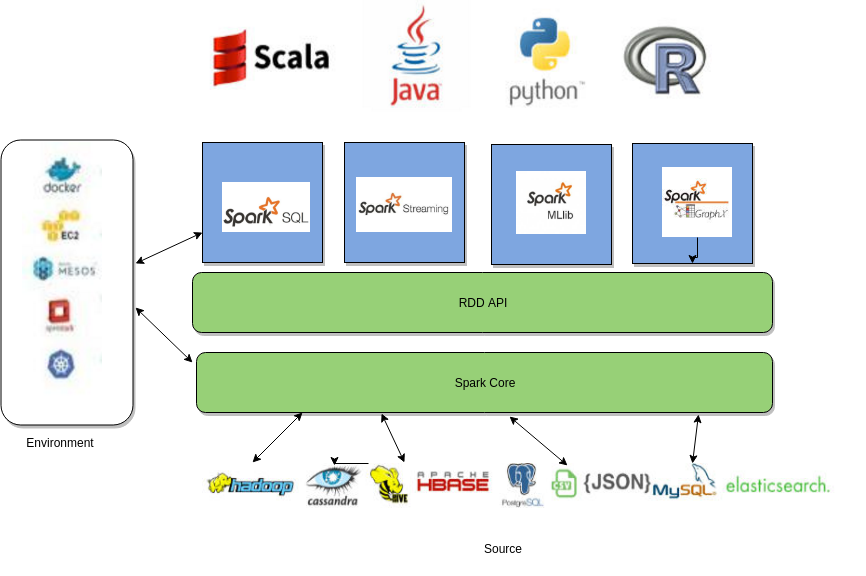 Scala
Java
python
R
docker
EC2
MESOS
Spark SQL
Spark Streaming
Spark
MLlib
Spark
GraphX
RDD API
Spark Core
Environment
hadoop
cassandra
HIVE
APACHE
HBASE
PostgreSQL
CSV
{JSON}
MySQL
elasticsearch.
Source